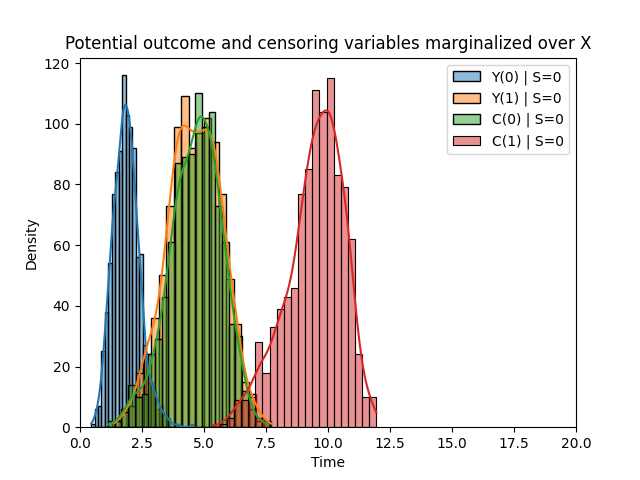 Potential outcome and censoring variables marginalized over X
120
100
80
60
40
20
0
Density
0.0 2.5 5.0 7.5 10.0 12.5 15.0 17.5 20.0
Time
Y(0) | S=0
Y(1) | S=0
C(0) | S=0
C(1) | S=0